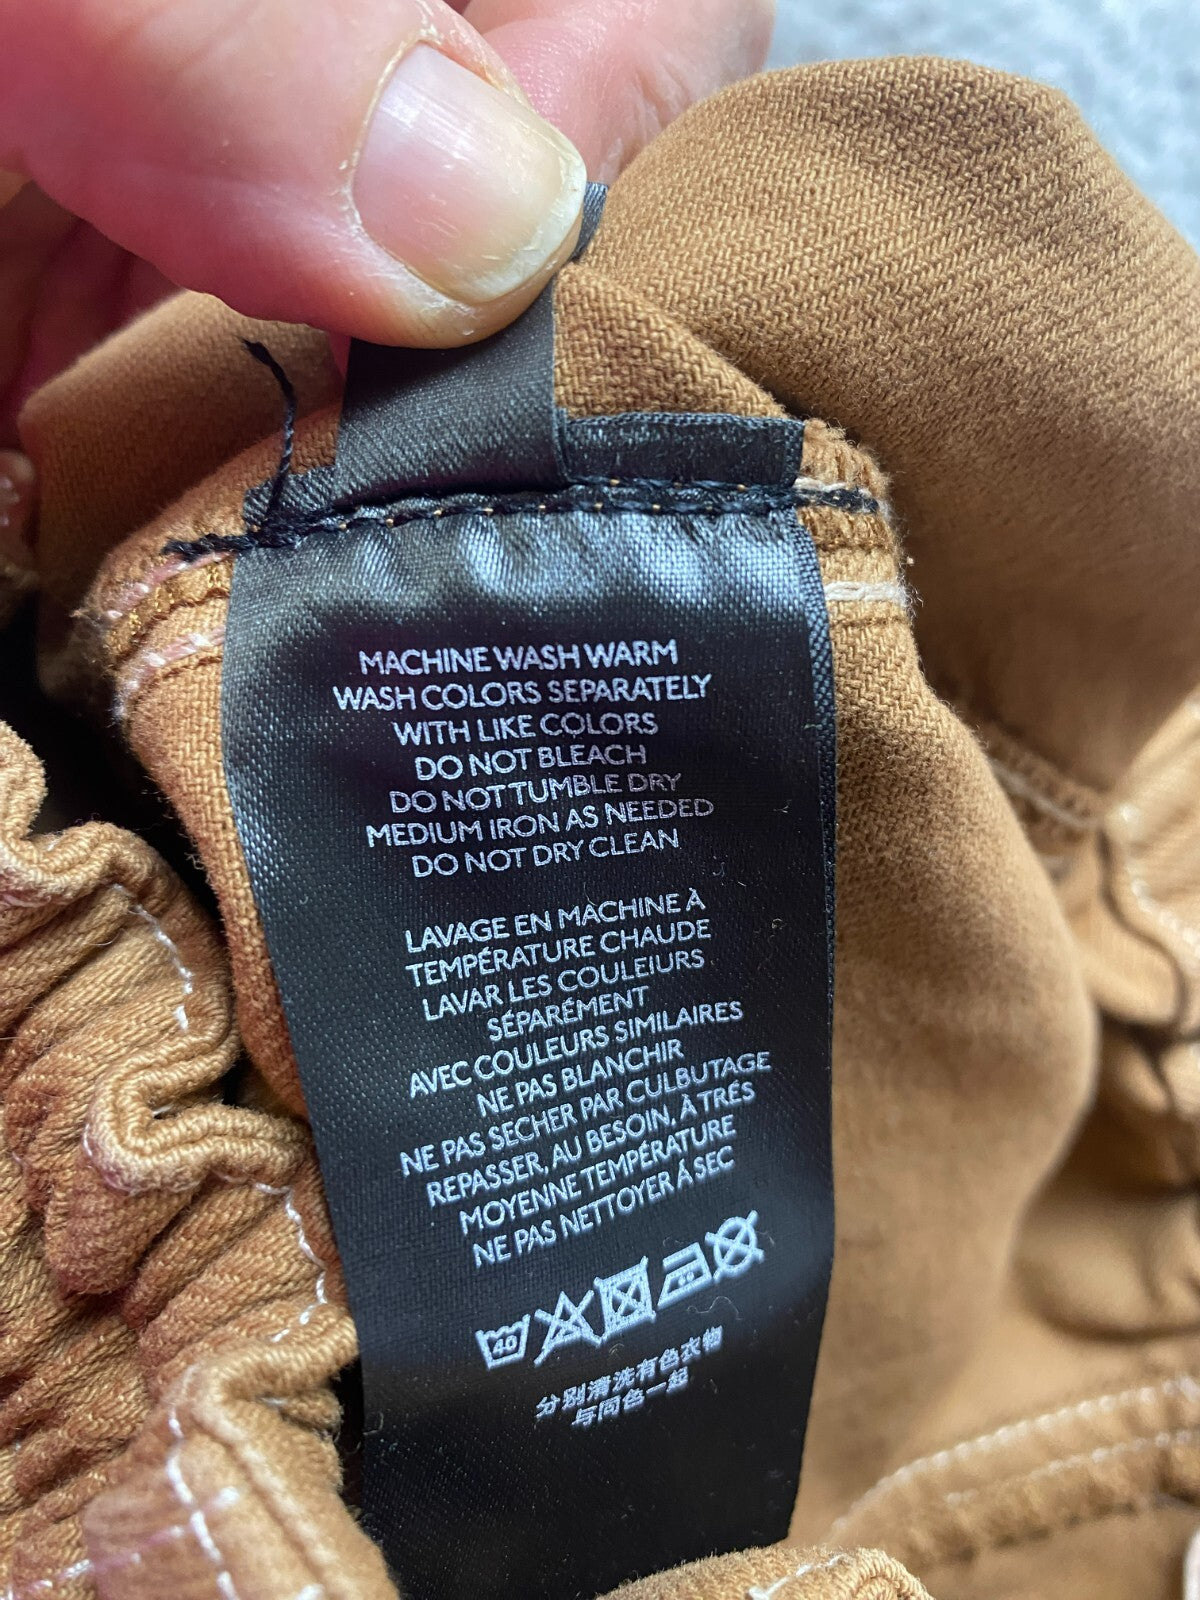 MACHINE WASH WARM
WASH COLORS SEPARATELY
WITH LIKE COLORS
DO NOT BLEACH
DO NOT TUMBLE DRY
MEDIUM IRON AS NEEDED
DO NOT DRY CLEAN
LAVAGE EN MACHINE À
TEMPÉRATURE CHAUDE
LAVAR LES COULEIURS
SÉPARÉMENT
AVEC COULEURS SIMILAIRES
NE PAS BLANCHIR
NE PAS SECHER PAR CULBUTAGE
REPASSER, AU BESOIN, À TRÉS
MOYENNE TEMPÉRATURE
NE PAS NETTOYER Á SEC
40
分别清洗有色衣物
与同色一起